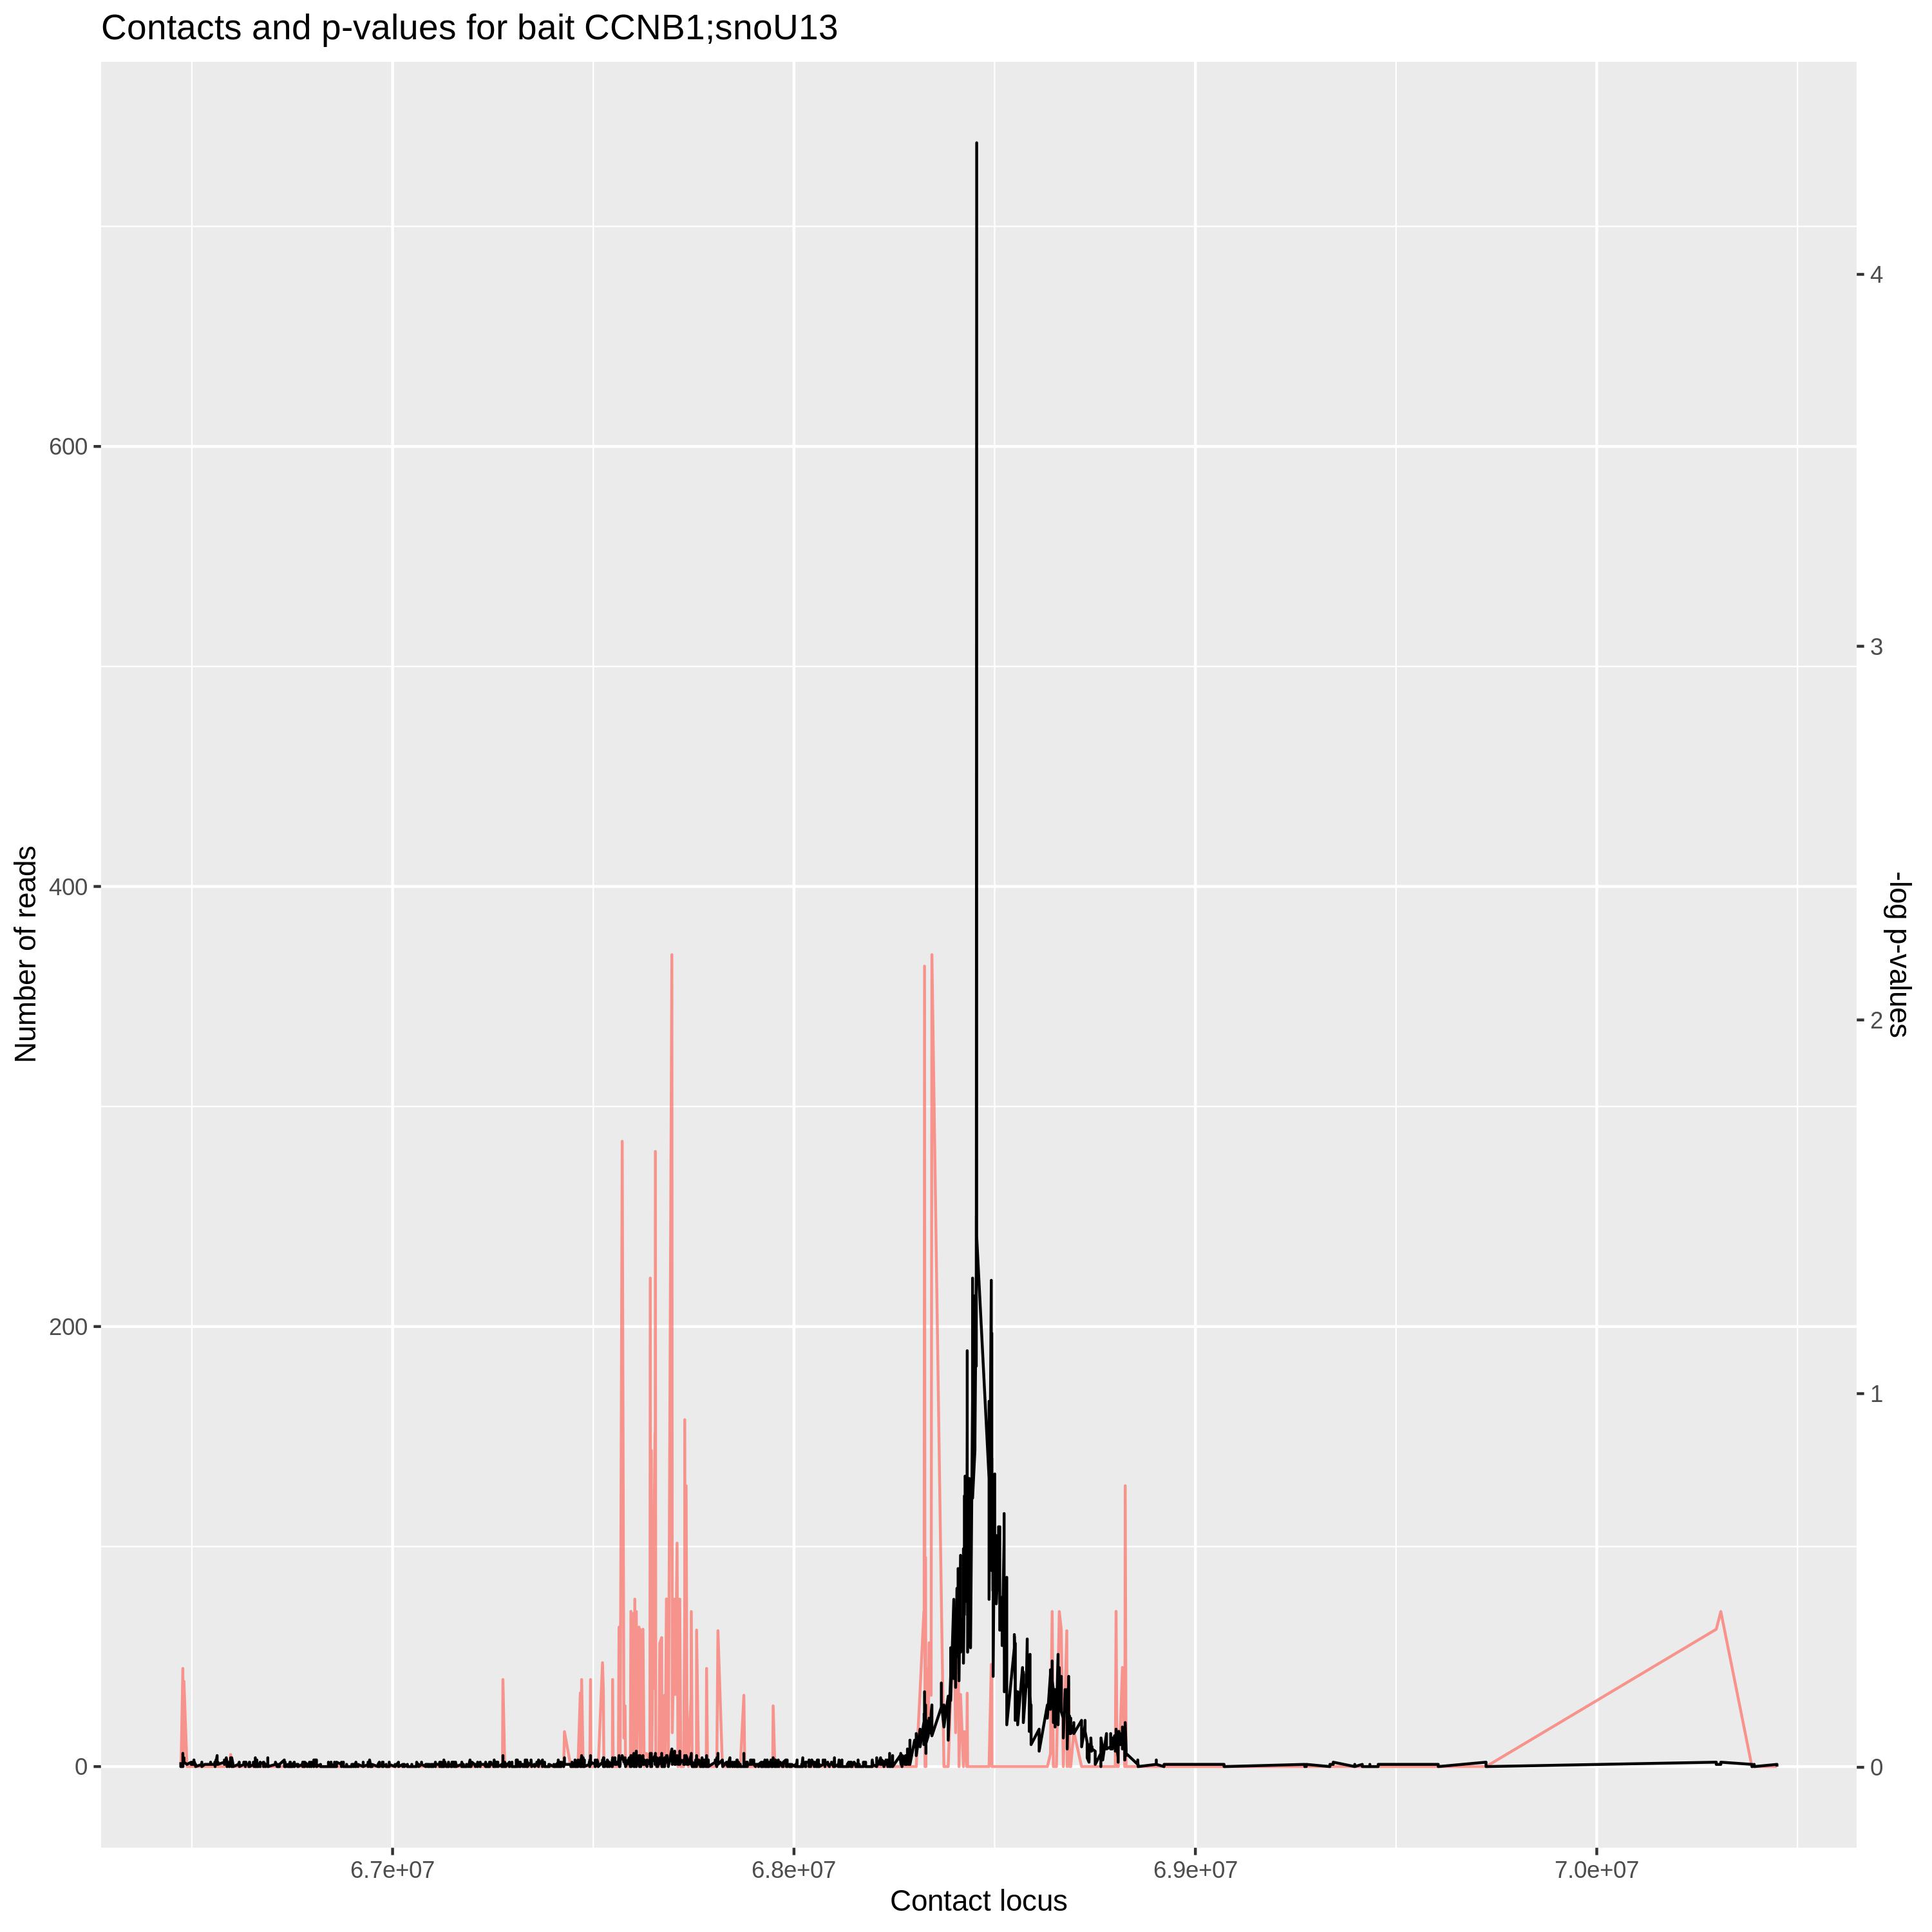 Contacts and p-values for bait CCNB1;snoU13
Number of reads
600
400
200
0
4
3
2
1
0
-log p-values
6.7e+07
6.8e+07
6.9e+07
7.0e+07
Contact locus